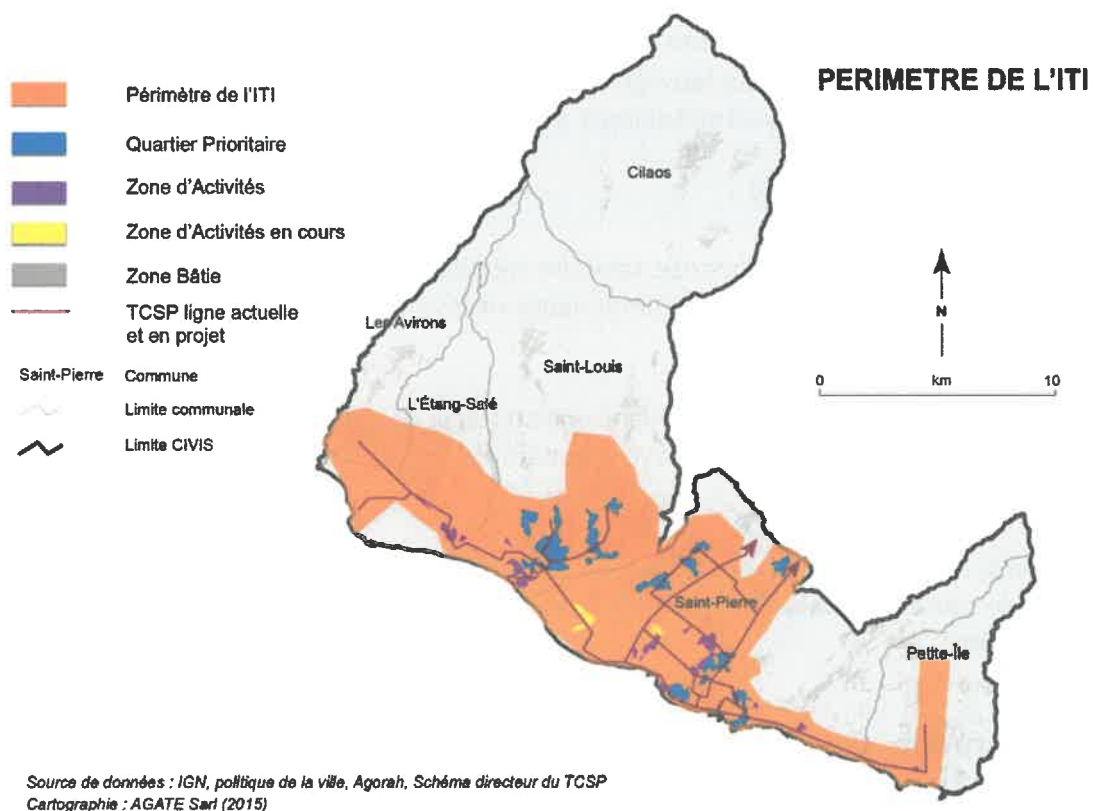 PERIMETRE DE L'ITI
Périmètre de l'ITI
Quartier Prioritaire
Zone d'Activités
Zone d'Activités en cours
Zone Bâtie
TCSP ligne actuelle
et en projet
Saint-Pierre Commune
Limite communale
Limite CIVIS
Cilaos
Les Avirons
Saint-Louis
L'Étang-Salé
Saint-Pierre
Petite-Île
N
0 km 10
Source de données : IGN, politique de la ville, Agorah, Schéma directeur du TCSP
Cartographie : AGATE Sarl (2015)